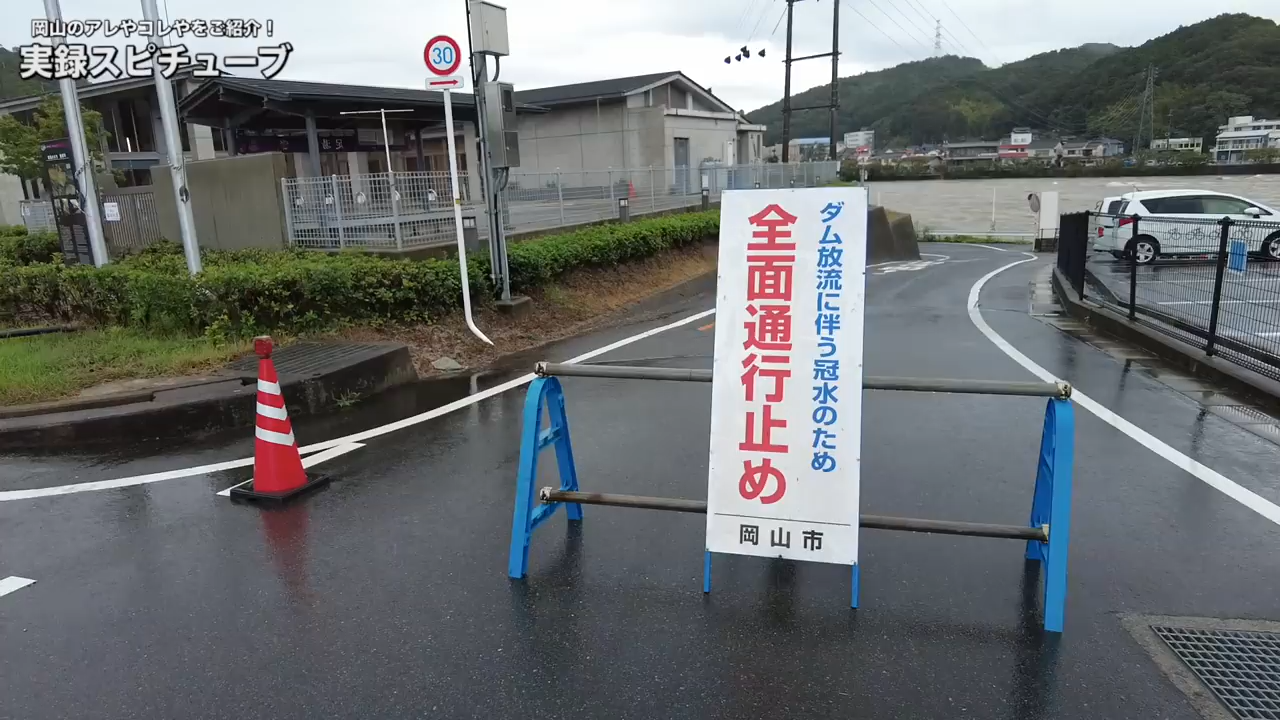 岡山のアレやコレやをご紹介！
実録スピチューブ
30
ダム放流に伴う冠水のため
全面通行止め
岡山市